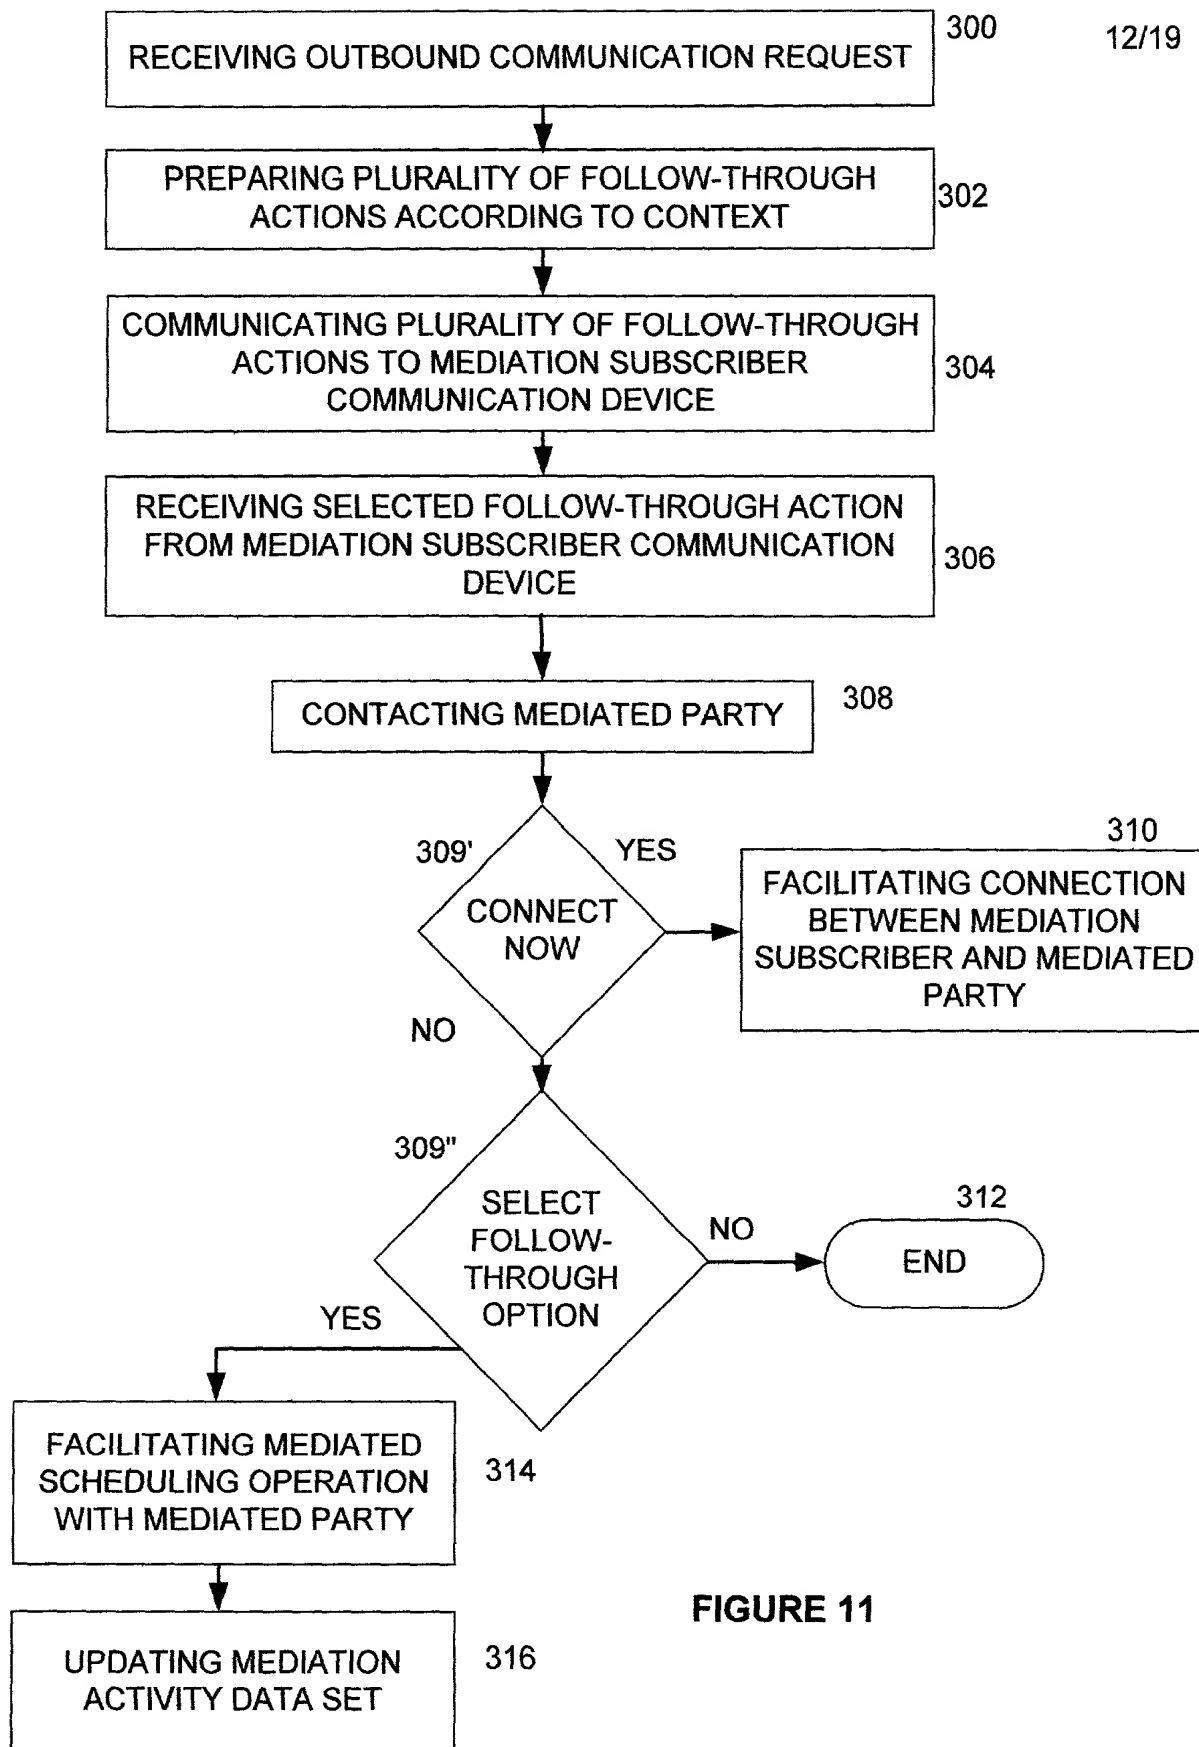 12/19
RECEIVING OUTBOUND COMMUNICATION REQUEST
300
PREPARING PLURALITY OF FOLLOW-THROUGH
ACTIONS ACCORDING TO CONTEXT
302
COMMUNICATING PLURALITY OF FOLLOW-THROUGH
ACTIONS TO MEDIATION SUBSCRIBER
COMMUNICATION DEVICE
304
RECEIVING SELECTED FOLLOW-THROUGH ACTION
FROM MEDIATION SUBSCRIBER COMMUNICATION
DEVICE
306
CONTACTING MEDIATED PARTY
308
309'
CONNECT
NOW
YES
310
FACILITATING CONNECTION
BETWEEN MEDIATION
SUBSCRIBER AND MEDIATED
PARTY
NO
309"
SELECT
FOLLOW-
THROUGH
OPTION
NO
312
END
YES
FACILITATING MEDIATED
SCHEDULING OPERATION
WITH MEDIATED PARTY
314
UPDATING MEDIATION
ACTIVITY DATA SET
316
FIGURE 11